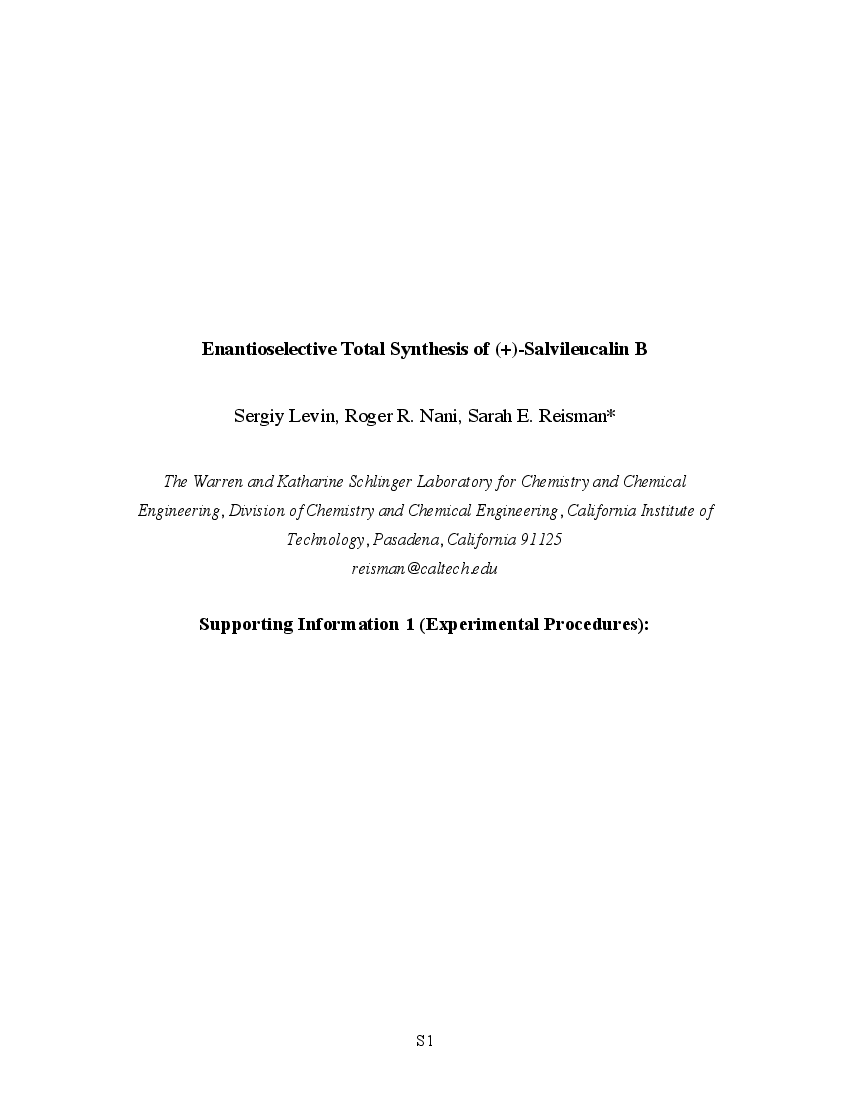 Enantioselective Total Synthesis of (+)-Salvileucalin B
Sergiy Levin, Roger R. Nani, Sarah E. Reisman*
The Warren and Katharine Schlinger Laboratory for Chemistry and Chemical
Engineering, Division of Chemistry and Chemical Engineering, California Institute of
Technology, Pasadena, California 91125
reisman@caltech.edu
Supporting Information 1 (Experimental Procedures):
S1